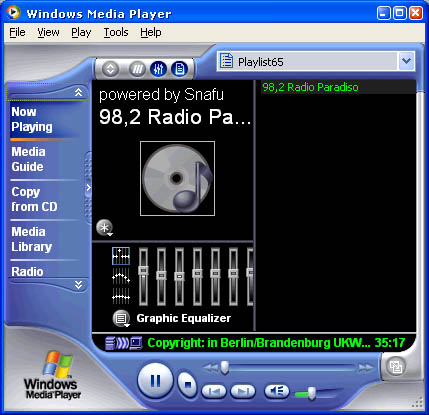 Windows Media Player
File View Play Tools Help
Playlist65
powered by Snafu
98,2 Radio Pa...
98,2 Radio Paradiso
Now
Playing
Media
Guide
Copy
from CD
Media
Library
Radio
Graphic Equalizer
Copyright: in Berlin/Brandenburg UKW... 35:17
Windows
Media Player